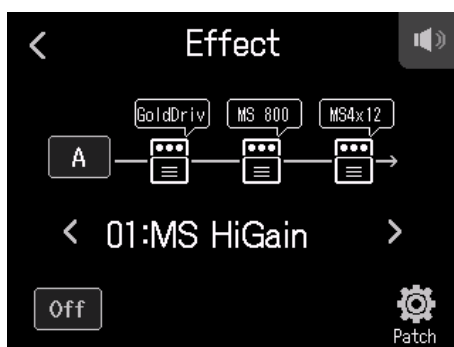 Effect
GoldDriv MS 800 MS4x12
A
01:MS HiGain
Off
Patch